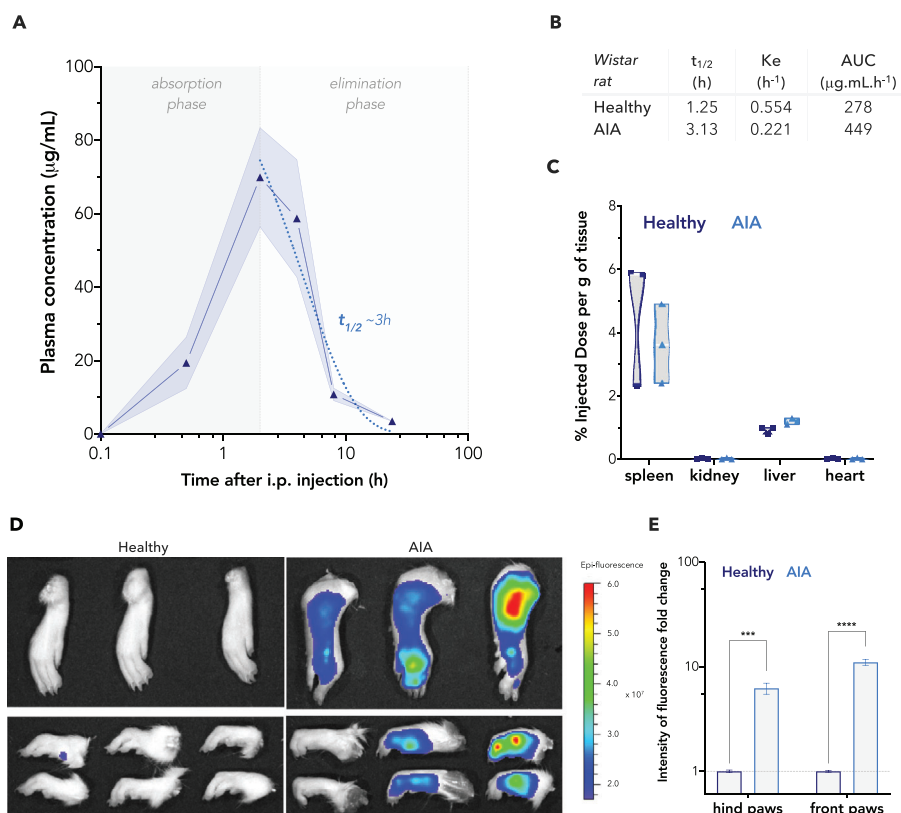 A
Plasma concentration (μg/mL)
100
80
60
40
20
0
absorption
phase
elimination
phase
t1/2 ~3h
0.1
1
10
100
Time after i.p. injection (h)
B
Wistar
rat
t1/2
(h)
Ke
(h-1)
AUC
(μg.mL.h-1)
Healthy 1.25 0.554 278
AIA 3.13 0.221 449
C
% Injected Dose per g of tissue
8
6
4
2
0
Healthy AIA
spleen kidney liver heart
D
Healthy
AIA
Epi-fluorescence
6.0
5.0
4.0
x 10⁷
3.0
2.0
E
Intensity of fluorescence fold change
100
10
1
Healthy AIA
***
****
hind paws front paws